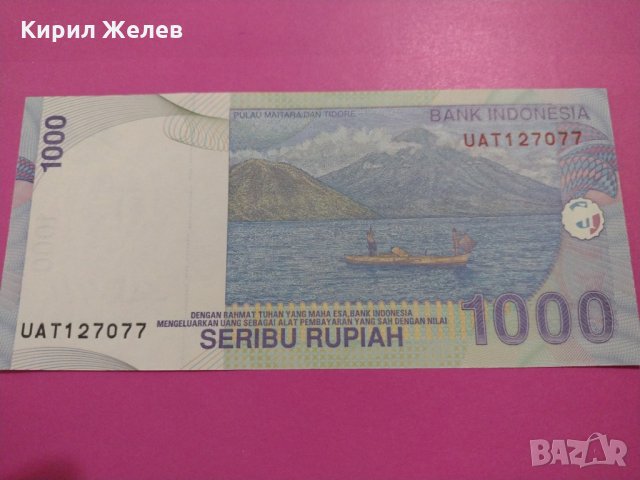 Кирил Желев
PULAU MAITARA DAN TIDORE
BANK INDONESIA
UAT127077
1000
DENGAN RAHMAT TUHAN YANG MAHA ESA, BANK INDONESIA
MENGELUARKAN UANG SEBAGAI ALAT PEMBAYARAN YANG SAH DENGAN NILAI
UAT127077
SERIBU RUPIAH
1000
BAZAR